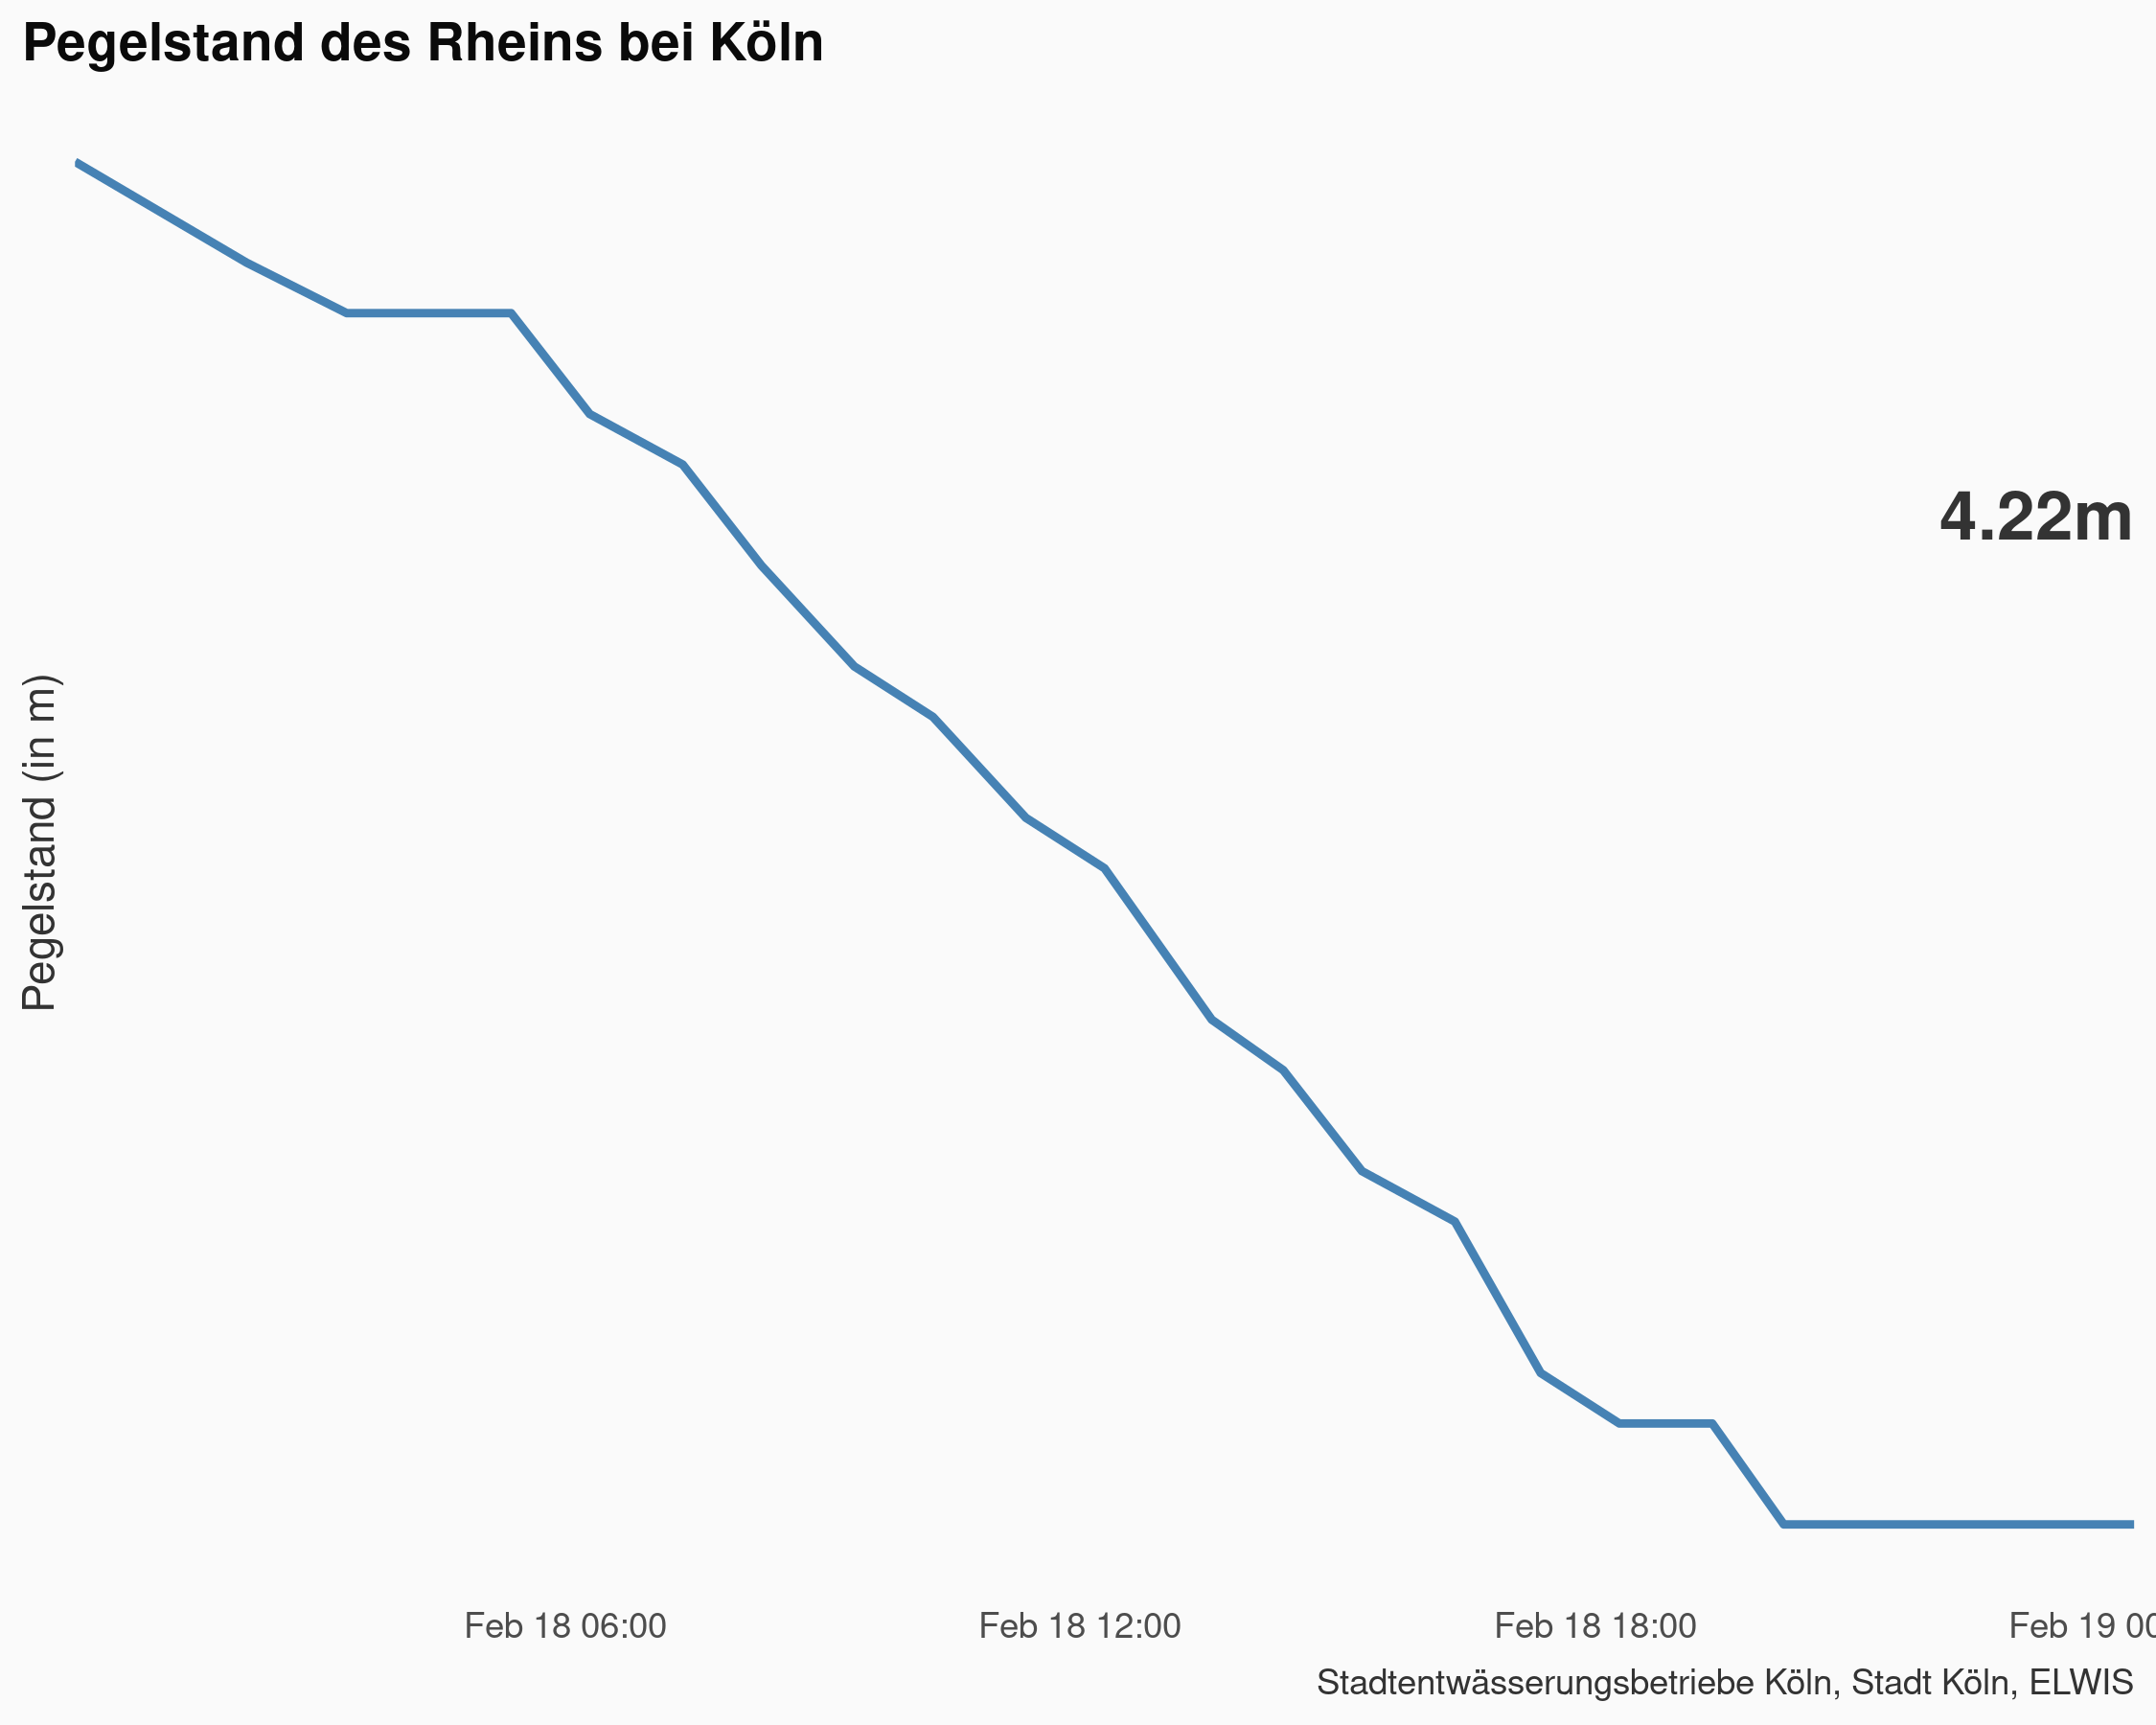 Pegelstand des Rheins bei Köln
4.22m
Pegelstand (in m)
Feb 18 06:00
Feb 18 12:00
Feb 18 18:00
Feb 19 00
Stadtentwässerungsbetriebe Köln, Stadt Köln, ELWIS